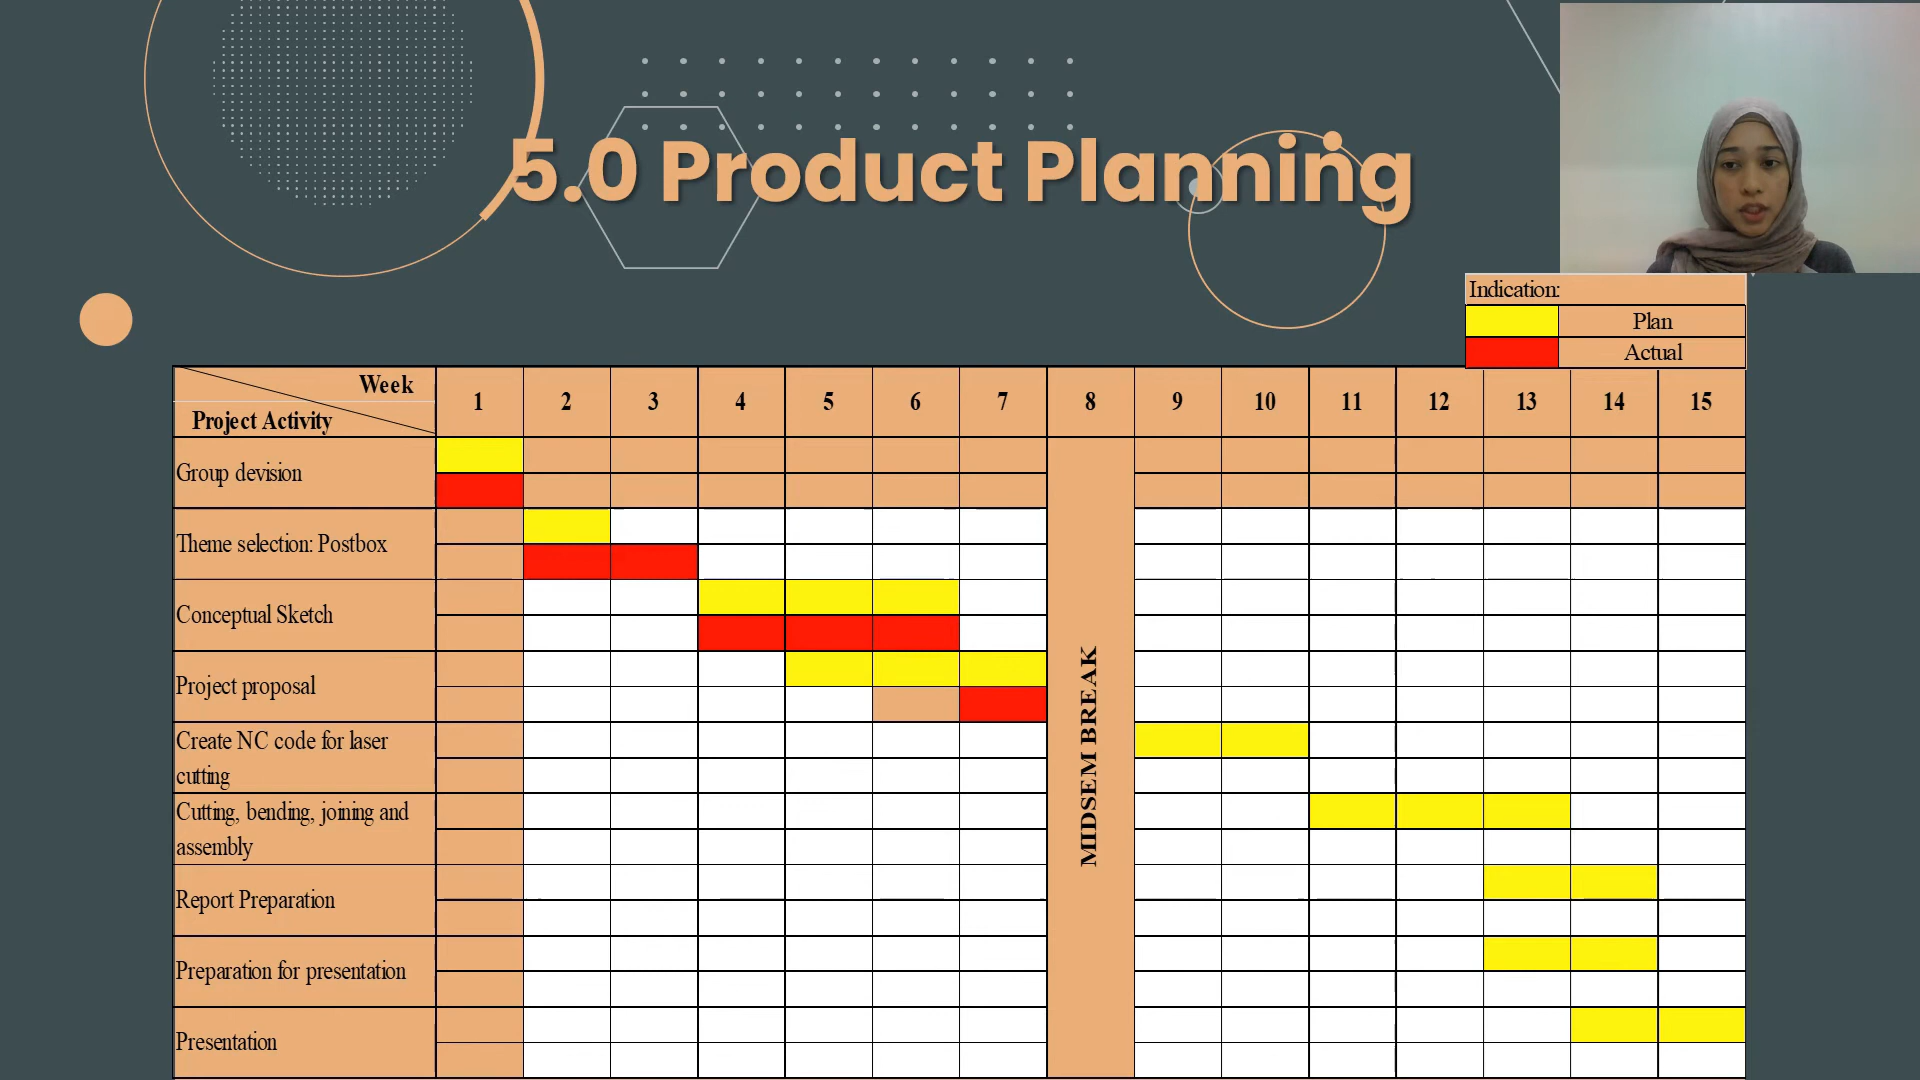 5.0 Product Planning
Indication:
Plan
Actual
Week
Project Activity
1 2 3 4 5 6 7 8 9 10 11 12 13 14 15
Group devision
Theme selection: Postbox
Conceptual Sketch
Project proposal
Create NC code for laser
cutting
Cutting, bending, joining and
assembly
Report Preparation
Preparation for presentation
Presentation
MIDSEM BREAK